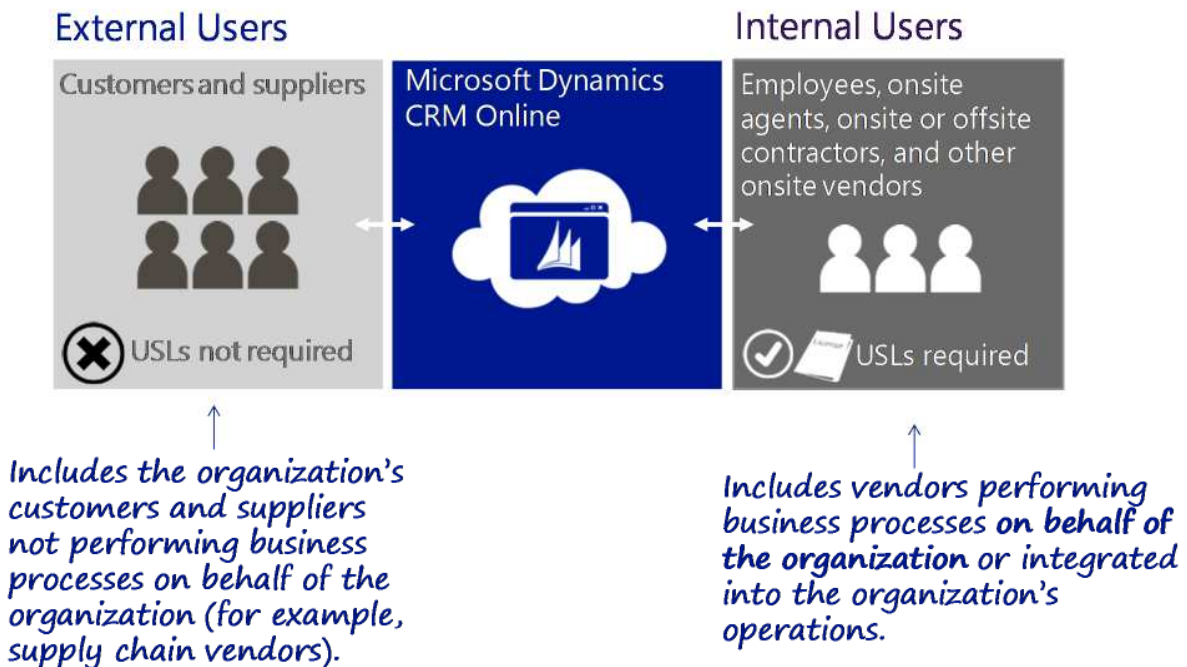 External Users
Customers and suppliers
USLs not required
Microsoft Dynamics
CRM Online
Internal Users
Employees, onsite
agents, onsite or offsite
contractors, and other
onsite vendors
USLs required
Includes the organization's
customers and suppliers
not performing business
processes on behalf of the
organization (for example,
supply chain vendors).
Includes vendors performing
business processes on behalf of
the organization or integrated
into the organization's
operations.